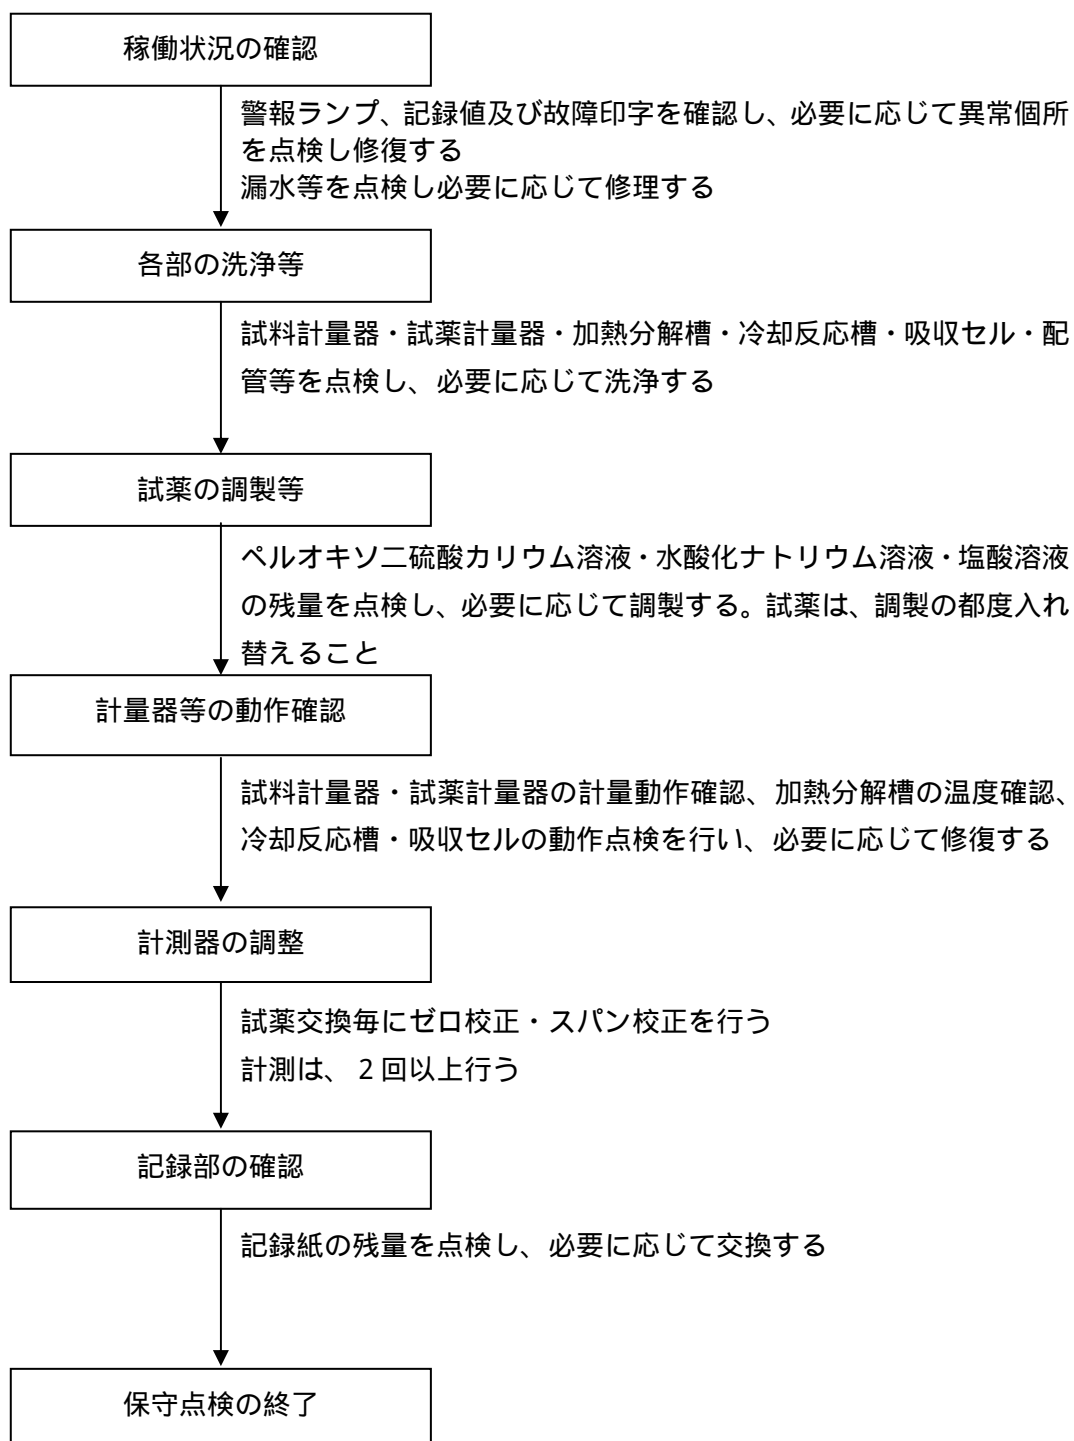 稼働状況の確認
警報ランプ、記録値及び故障印字を確認し、必要に応じて異常個所
を点検し修復する
漏水等を点検し必要に応じて修理する
各部の洗浄等
試料計量器・試薬計量器・加熱分解槽・冷却反応槽・吸収セル・配
管等を点検し、必要に応じて洗浄する
試薬の調製等
ペルオキソ二硫酸カリウム溶液・水酸化ナトリウム溶液・塩酸溶液
の残量を点検し、必要に応じて調製する。試薬は、調製の都度入れ
替えること
計量器等の動作確認
試料計量器・試薬計量器の計量動作確認、加熱分解槽の温度確認、
冷却反応槽・吸収セルの動作点検を行い、必要に応じて修復する
計測器の調整
試薬交換毎にゼロ校正・スパン校正を行う
計測は、2回以上行う
記録部の確認
記録紙の残量を点検し、必要に応じて交換する
保守点検の終了